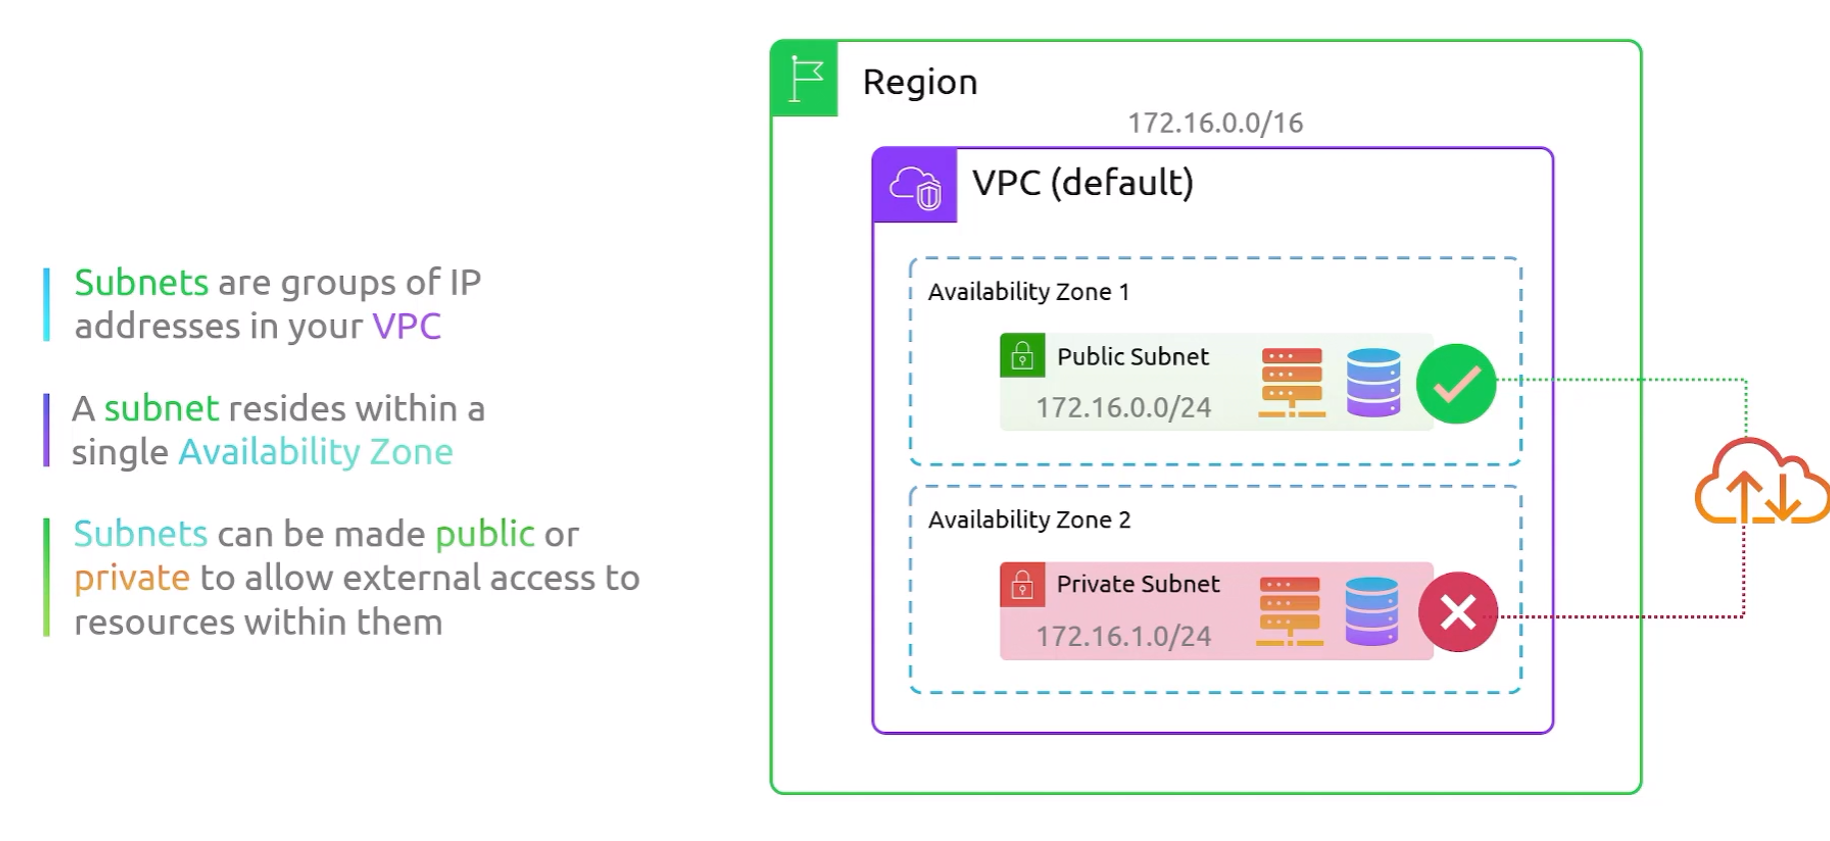 Subnets are groups of IP
addresses in your VPC
A subnet resides within a
single Availability Zone
Subnets can be made public or
private to allow external access to
resources within them
Region
172.16.0.0/16
VPC (default)
Availability Zone 1
Public Subnet
172.16.0.0/24
Availability Zone 2
Private Subnet
172.16.1.0/24